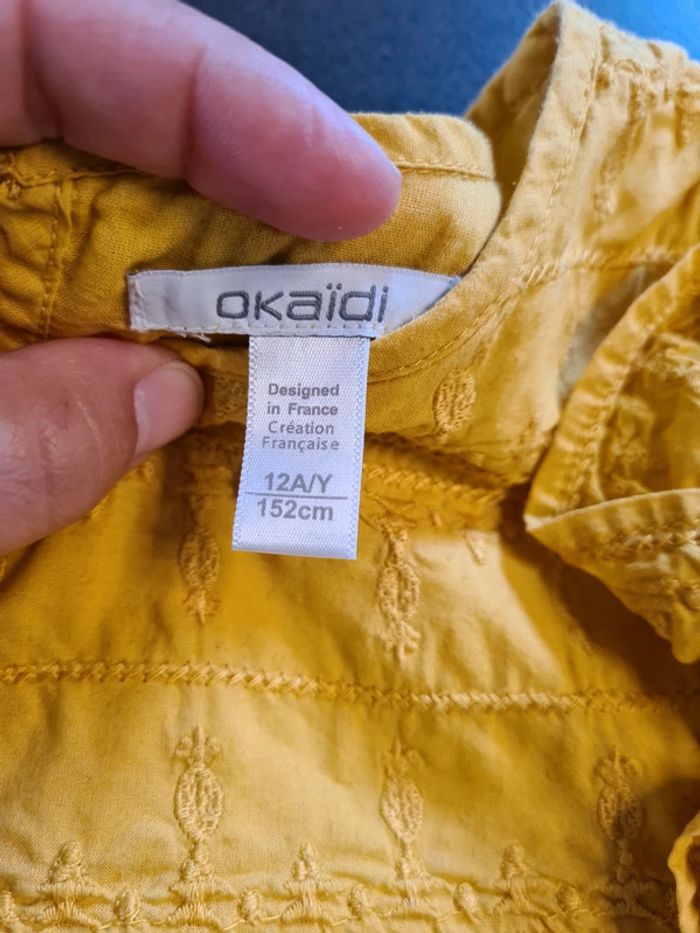 okaïdi
Designed
in France
Création
Française
12A/Y
152cm